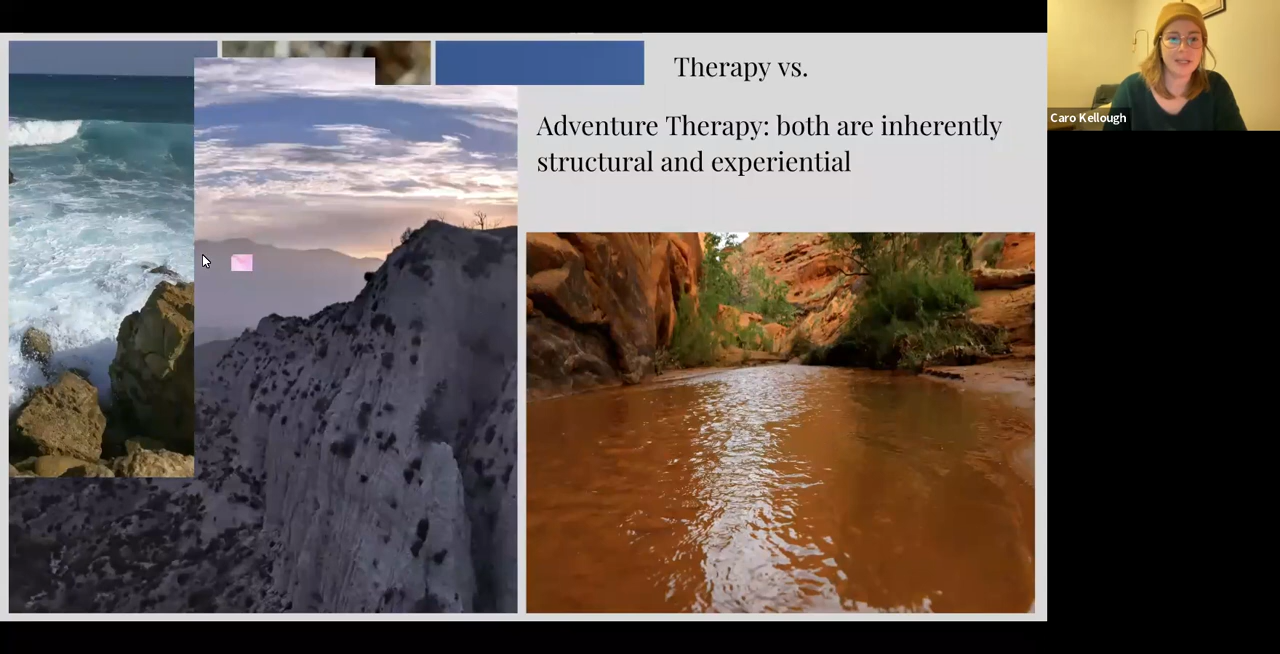 Therapy vs.
Adventure Therapy: both are inherently
structural and experiential
Caro Kellough